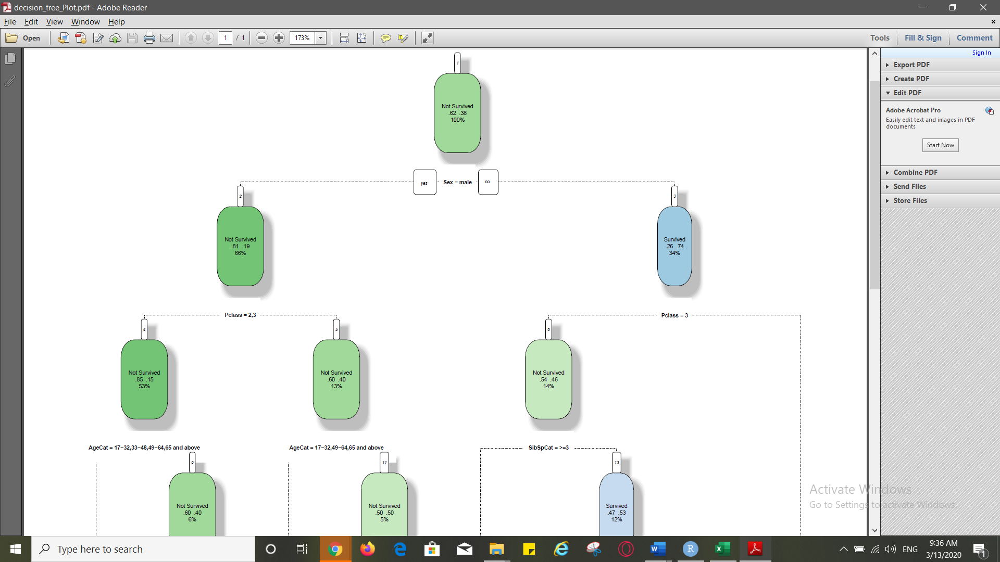 decision_tree_Plot.pdf - Adobe Reader
File Edit View Window Help
Open 1 / 1 173% Tools Fill & Sign Comment
Sign In
Export PDF
Create PDF
Edit PDF
Adobe Acrobat Pro
Easily edit text and images in PDF
documents
Start Now
Combine PDF
Send Files
Store Files
1
Not Survived
.62 .38
100%
yes Sex = male no
2
Not Survived
.81 .19
66%
3
Survived
.26 .74
34%
Pclass = 2,3
Pclass = 3
4
Not Survived
.85 .15
53%
5
Not Survived
.60 .40
13%
6
Not Survived
.54 .46
14%
AgeCat = 17−32,33−48,49−64,65 and above
AgeCat = 17−32,49−64,65 and above
SibSpCat = >=3
9
Not Survived
.60 .40
6%
11
Not Survived
.50 .50
5%
13
Survived
.47 .53
12%
Activate Windows
Go to Settings to activate Windows.
Type here to search
ENG
9:36 AM
3/13/2020
1